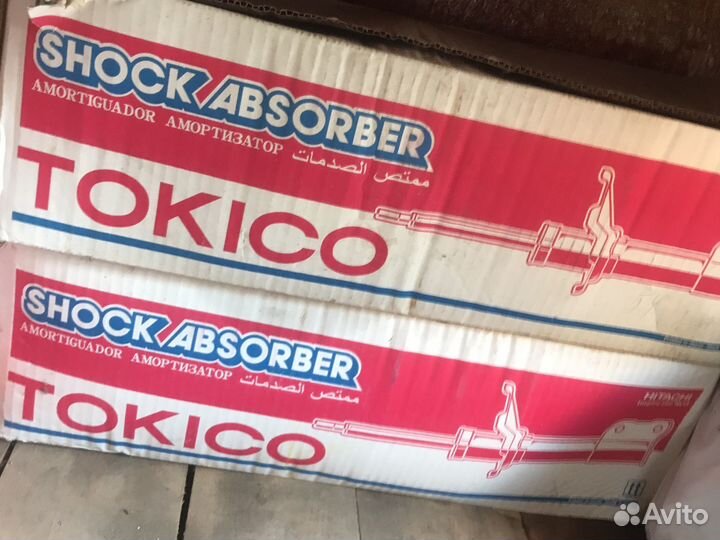 SHOCK ABSORBER
AMORTIGUADOR АМОРТИЗАТОР ممتص الصدمات
TOKICO
SHOCK ABSORBER
AMORTIGUADOR АМОРТИЗАТОР ممتص الصدمات
TOKICO
HITACHI
Avito